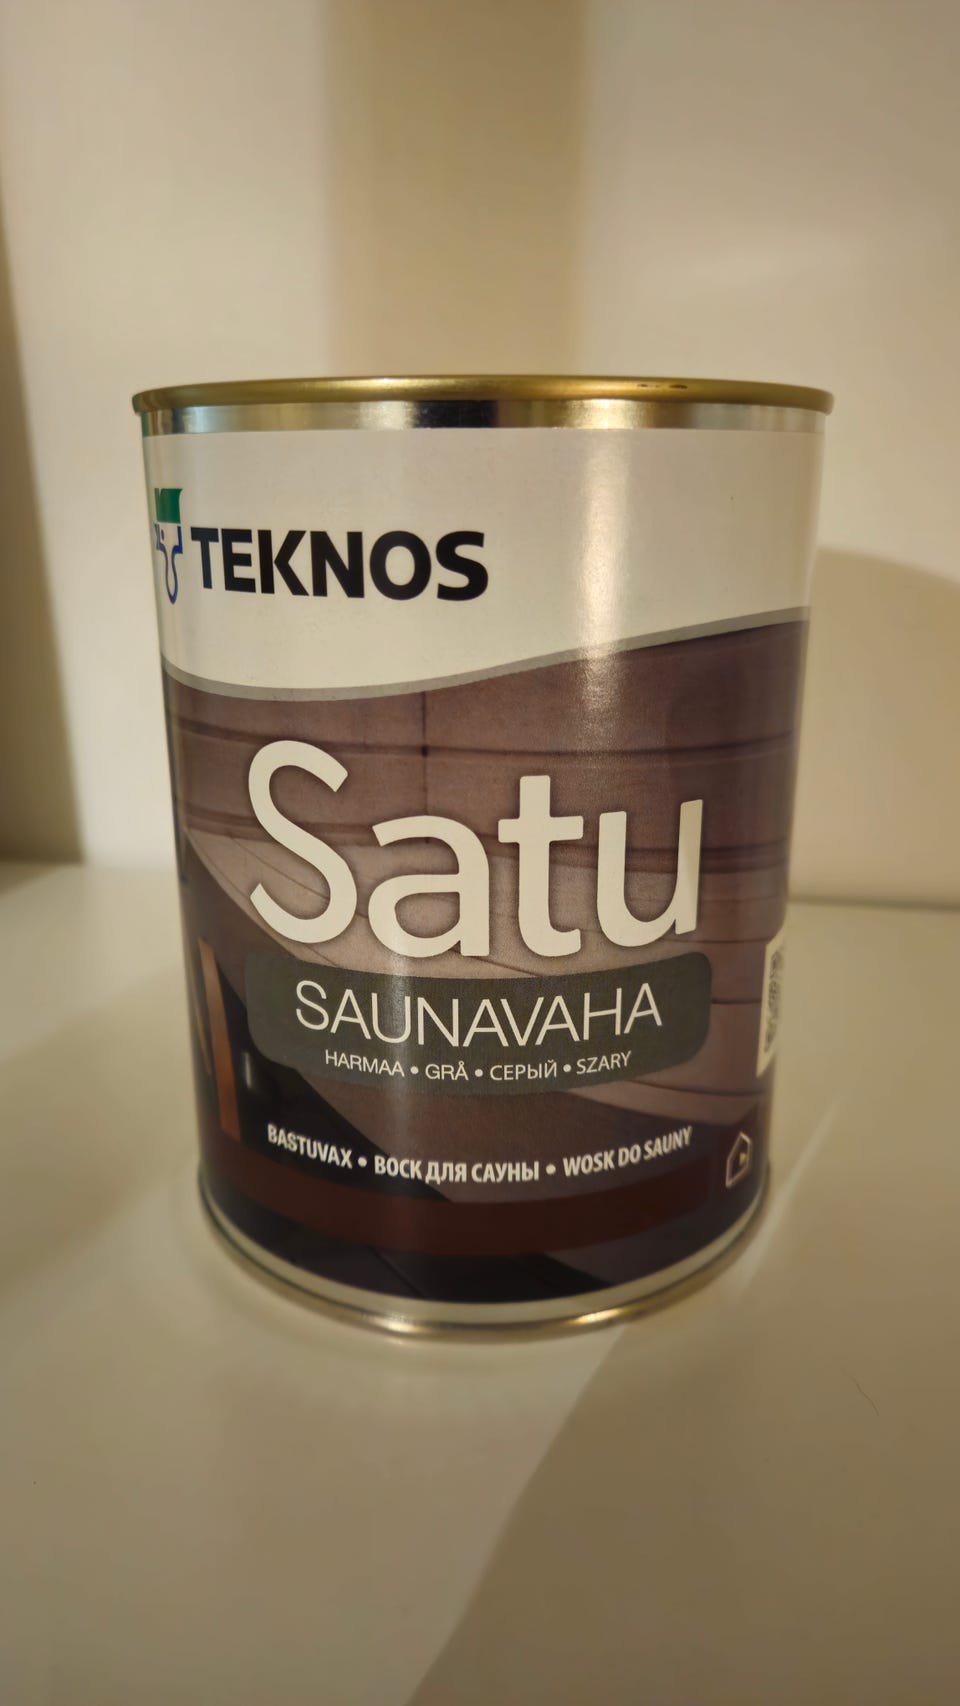 TEKNOS
Satu
SAUNAVAHA
HARMAA • GRÅ • СЕРЫЙ • SZARY
BASTUVAX • ВОСК ДЛЯ САУНЫ • WOSK DO SAUNY